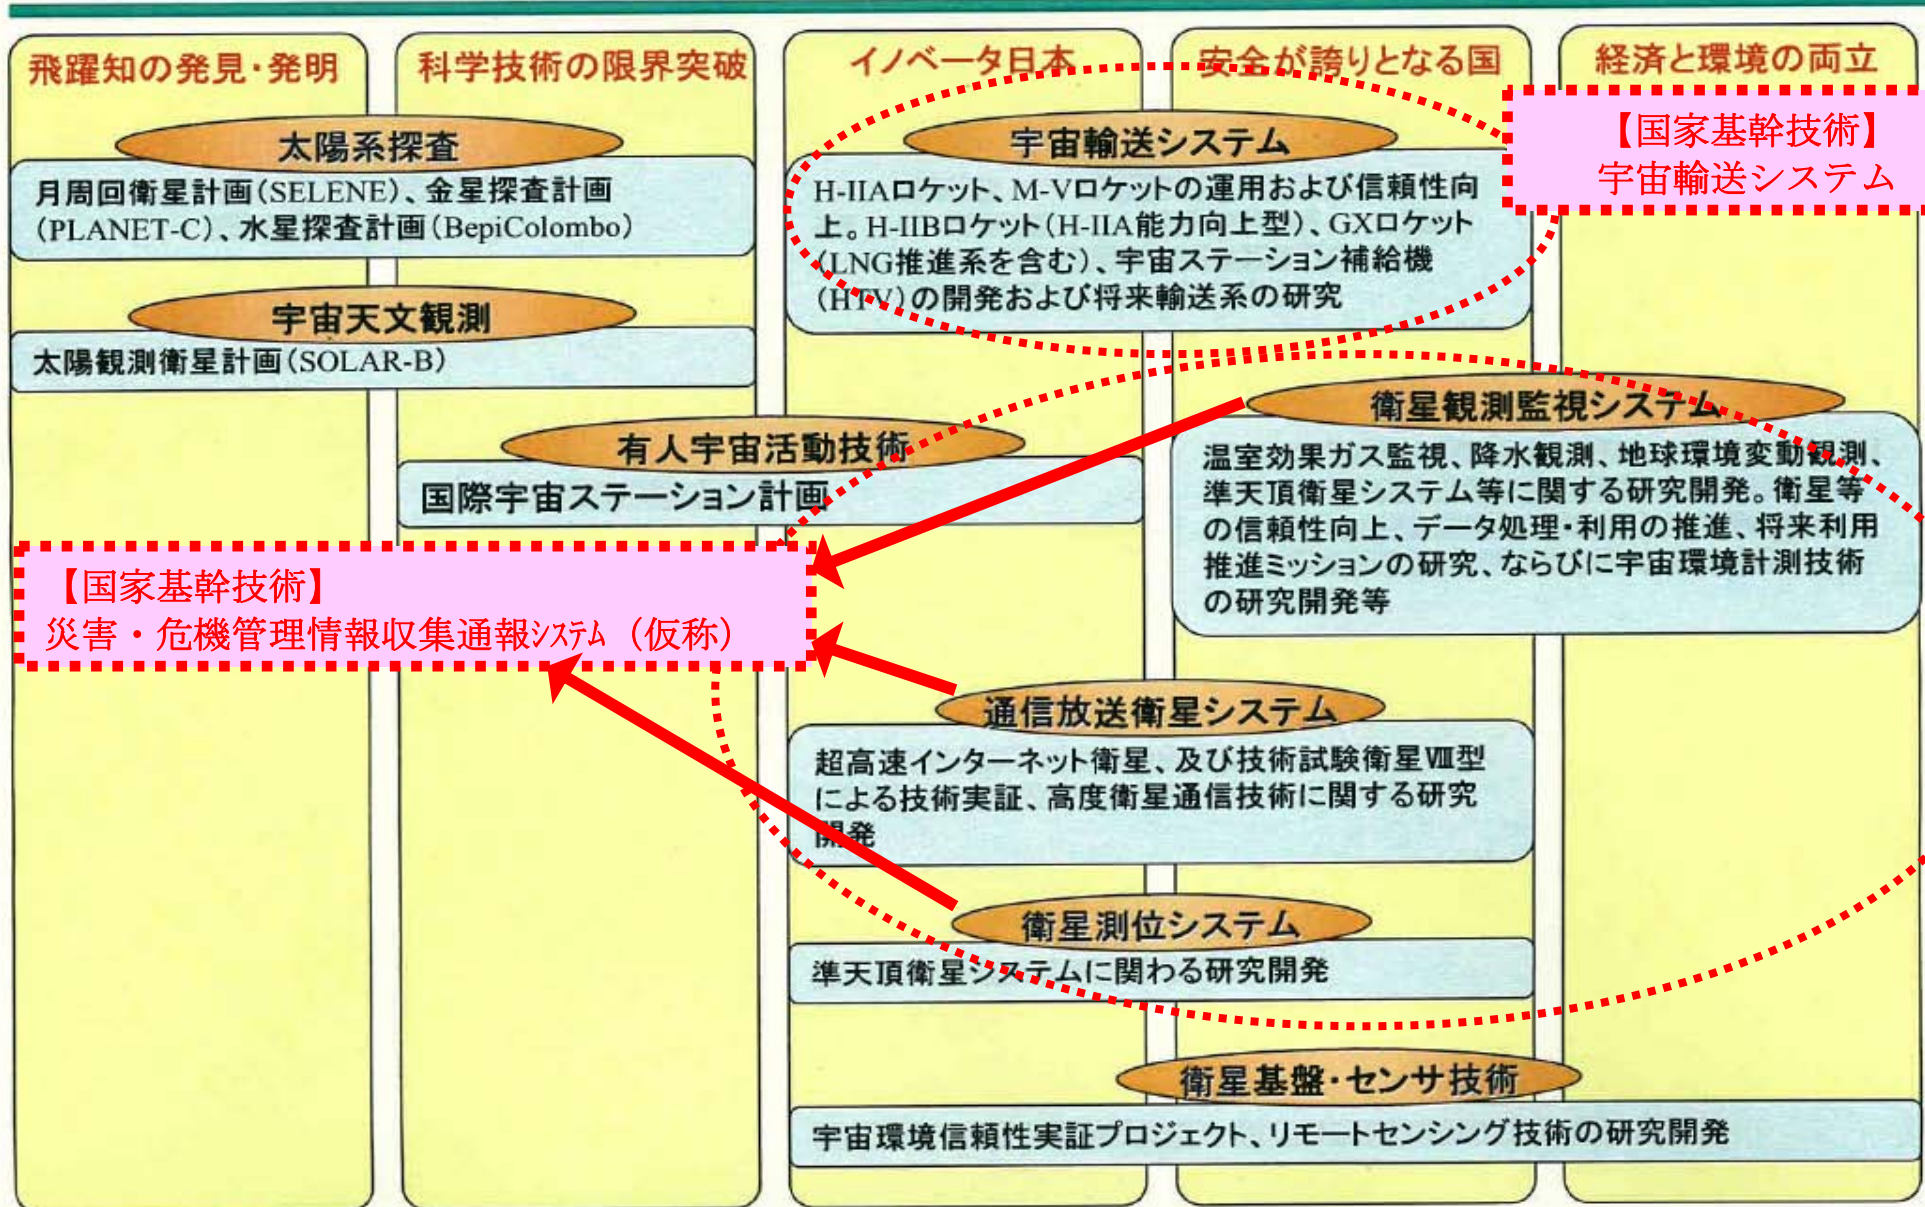 飛躍知の発見・発明
科学技術の限界突破
イノベータ日本
安全が誇りとなる国
経済と環境の両立
太陽系探査
月周回衛星計画(SELENE)、金星探査計画
(PLANET-C)、水星探査計画(BepiColombo)
宇宙天文観測
太陽観測衛星計画(SOLAR-B)
有人宇宙活動技術
国際宇宙ステーション計画
宇宙輸送システム
H-IIAロケット、M-Vロケットの運用および信頼性向
上。H-IIBロケット(H-IIA能力向上型)、GXロケット
(LNG推進系を含む)、宇宙ステーション補給機
(HTV)の開発および将来輸送系の研究
【国家基幹技術】
宇宙輸送システム
衛星観測監視システム
温室効果ガス監視、降水観測、地球環境変動観測、
準天頂衛星システム等に関する研究開発。衛星等
の信頼性向上、データ処理・利用の推進、将来利用
推進ミッションの研究、ならびに宇宙環境計測技術
の研究開発等
【国家基幹技術】
災害・危機管理情報収集通報ｼｽﾃﾑ（仮称）
通信放送衛星システム
超高速インターネット衛星、及び技術試験衛星Ⅷ型
による技術実証、高度衛星通信技術に関する研究
開発
衛星測位システム
準天頂衛星システムに関わる研究開発
衛星基盤・センサ技術
宇宙環境信頼性実証プロジェクト、リモートセンシング技術の研究開発